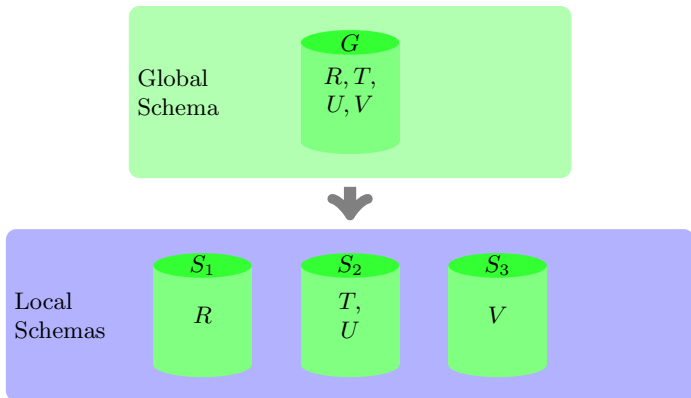 Global
Schema
G
R, T,
U, V
Local
Schemas
S₁
R
S₂
T,
U
S₃
V